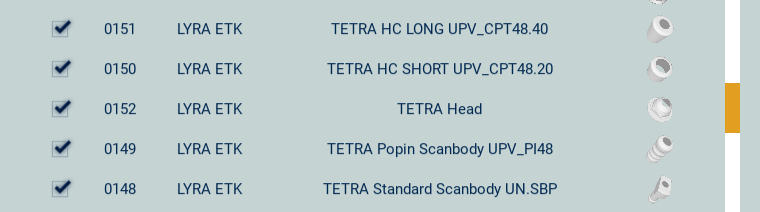 0151 LYRA ETK TETRA HC LONG UPV_CPT48.40
0150 LYRA ETK TETRA HC SHORT UPV_CPT48.20
0152 LYRA ETK TETRA Head
0149 LYRA ETK TETRA Popin Scanbody UPV_PI48
0148 LYRA ETK TETRA Standard Scanbody UN.SBP